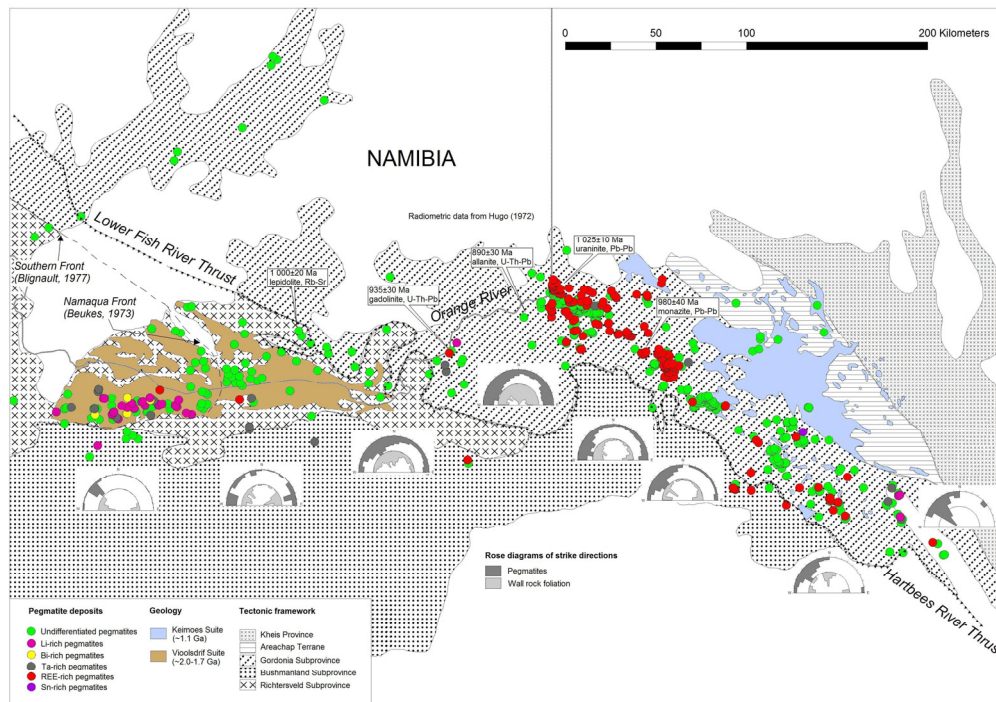 200 Kilometers
0
50
100
NAMIBIA
Radiometric data from Hugo (1972)
Lower Fish River Thrust
Southern Front
(Blignault, 1977)
Namaqua Front
(Beukes, 1973)
1 000±20 Ma
lepidolite, Rb-Sr
935±30 Ma
gadolinite, U-Th-Pb
890±30 Ma
allanite, U-Th-Pb
1 025±10 Ma
uraninite, Pb-Pb
980±40 Ma
monazite, Pb-Pb
Orange River
Hartbees River Thrust
Rose diagrams of strike directions
Pegmatites
Wall rock foliation
Pegmatite deposits
Undifferentiated pegmatites
Li-rich pegmatites
Bi-rich pegmatites
Ta-rich pegmatites
REE-rich pegmatites
Sn-rich pegmatites
Geology
Keimoes Suite
(~1.1 Ga)
Vioolsdrif Suite
(~2.0-1.7 Ga)
Tectonic framework
Kheis Province
Areachap Terrane
Gordonia Subprovince
Bushmanland Subprovince
Richtersveld Subprovince